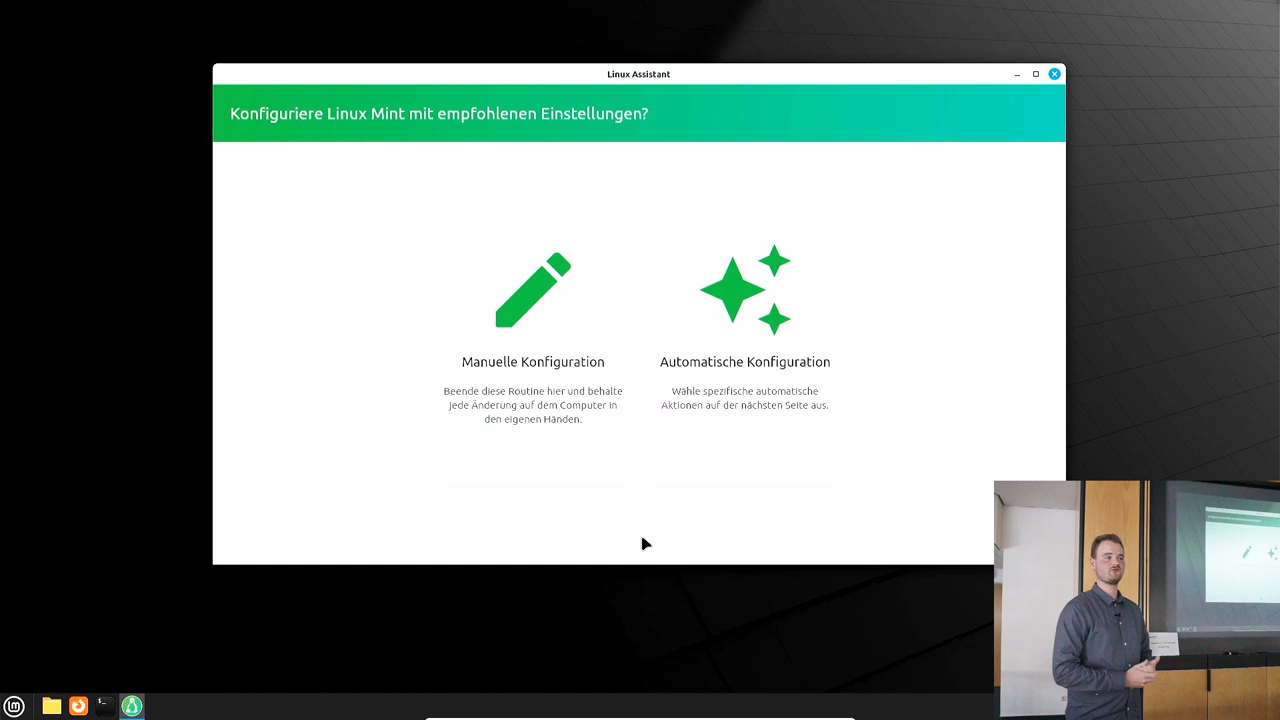 Linux Assistant
Konfiguriere Linux Mint mit empfohlenen Einstellungen?
Manuelle Konfiguration
Beende diese Routine hier und behalte
jede Änderung auf dem Computer in
den eigenen Händen.
Automatische Konfiguration
Wähle spezifische automatische
Aktionen auf der nächsten Seite aus.